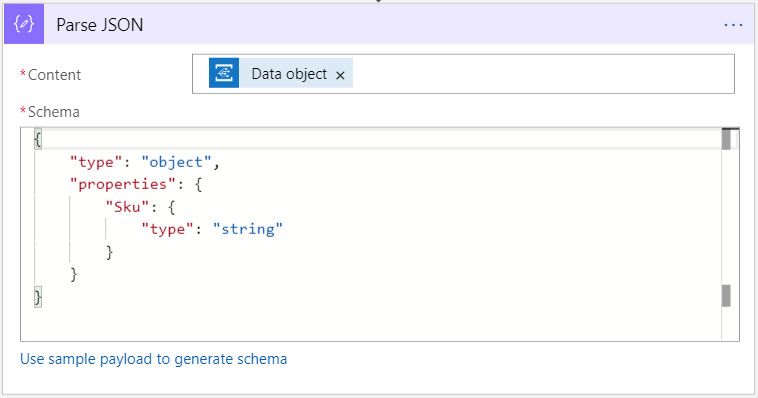 Parse JSON
*Content
Data object ×
*Schema
{
    "type": "object",
    "properties": {
        "Sku": {
            "type": "string"
        }
    }
}
Use sample payload to generate schema